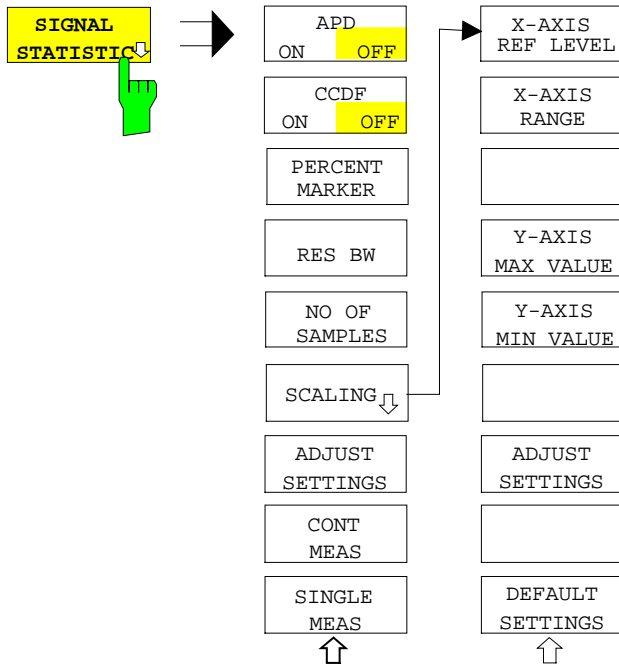 SIGNAL
STATISTIC
APD
ON OFF
CCDF
ON OFF
PERCENT
MARKER
RES BW
NO OF
SAMPLES
SCALING
ADJUST
SETTINGS
CONT
MEAS
SINGLE
MEAS
X-AXIS
REF LEVEL
X-AXIS
RANGE
Y-AXIS
MAX VALUE
Y-AXIS
MIN VALUE
ADJUST
SETTINGS
DEFAULT
SETTINGS